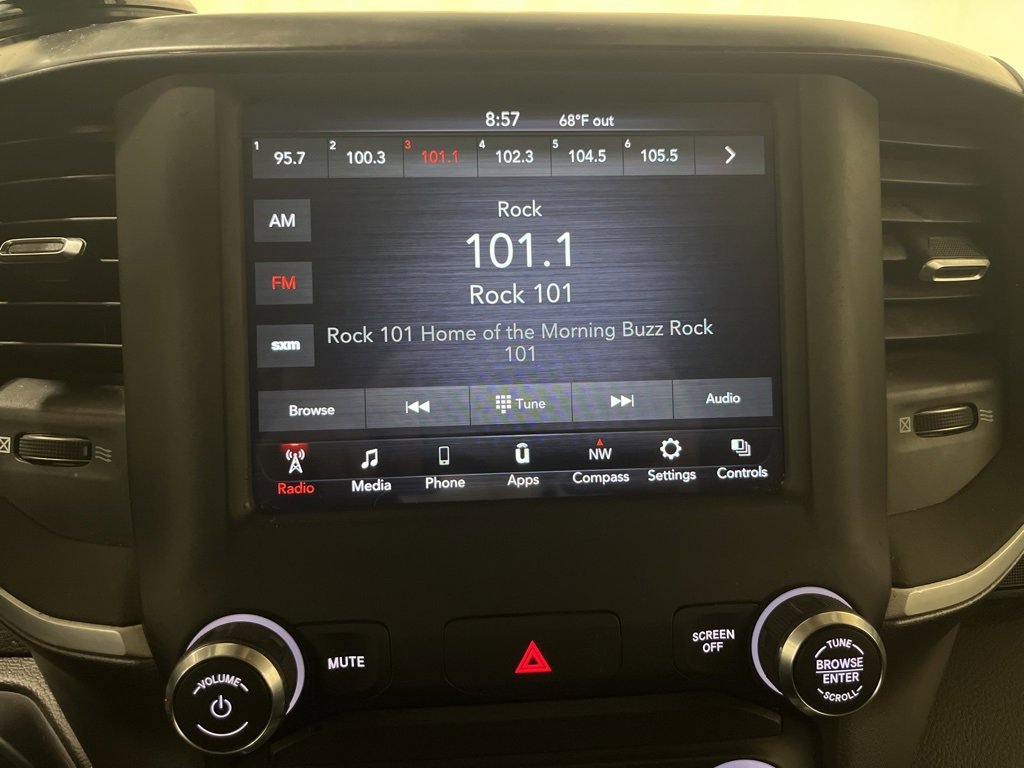 8:57 68°F out
1 95.7 2 100.3 3 101.1 4 102.3 5 104.5 6 105.5
AM
FM
sxm
Rock
101.1
Rock 101
Rock 101 Home of the Morning Buzz Rock
101
Browse Tune Audio
NW
Radio Media Phone Apps Compass Settings Controls
VOLUME
MUTE
SCREEN
OFF
TUNE
BROWSE
ENTER
SCROLL